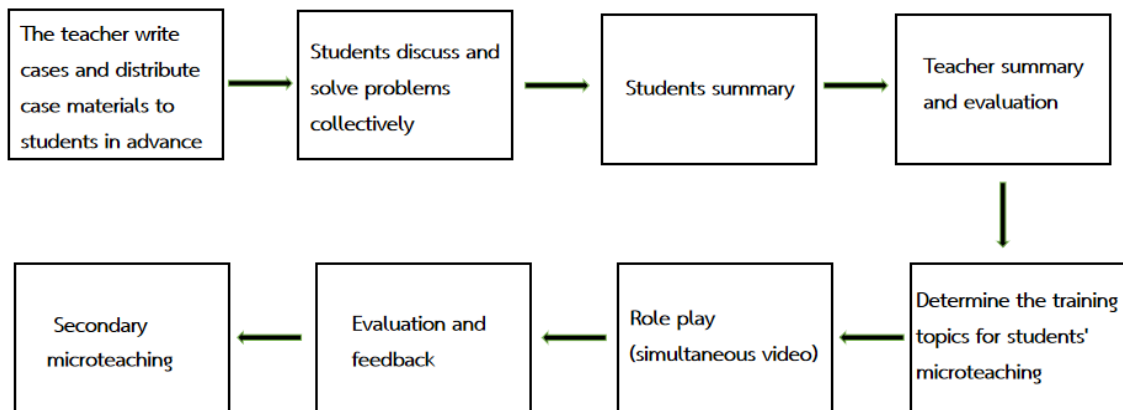 The teacher write
cases and distribute
case materials to
students in advance
Students discuss and
solve problems
collectively
Students summary
Teacher summary
and evaluation
Determine the training
topics for students'
microteaching
Role play
(simultaneous video)
Evaluation and
feedback
Secondary
microteaching